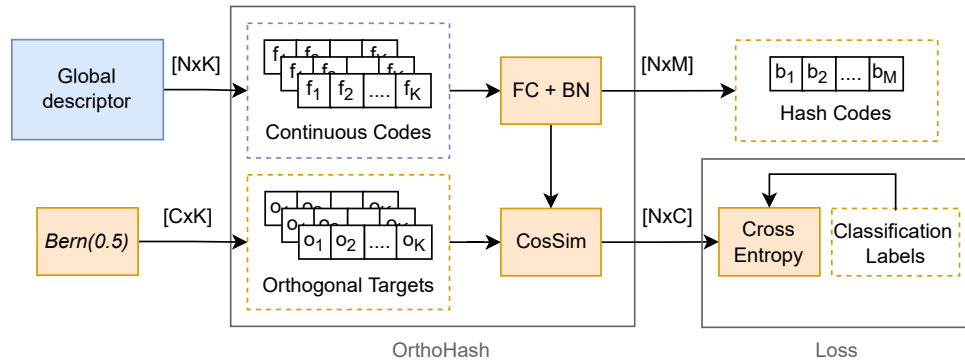 Global
descriptor
[NxK]
f1 f2 .... fK
Continuous Codes
FC + BN
[NxM]
b1 b2 .... bM
Hash Codes
Bern(0.5)
[CxK]
o1 o2 .... oK
Orthogonal Targets
CosSim
[NxC]
Cross
Entropy
Classification
Labels
OrthoHash
Loss